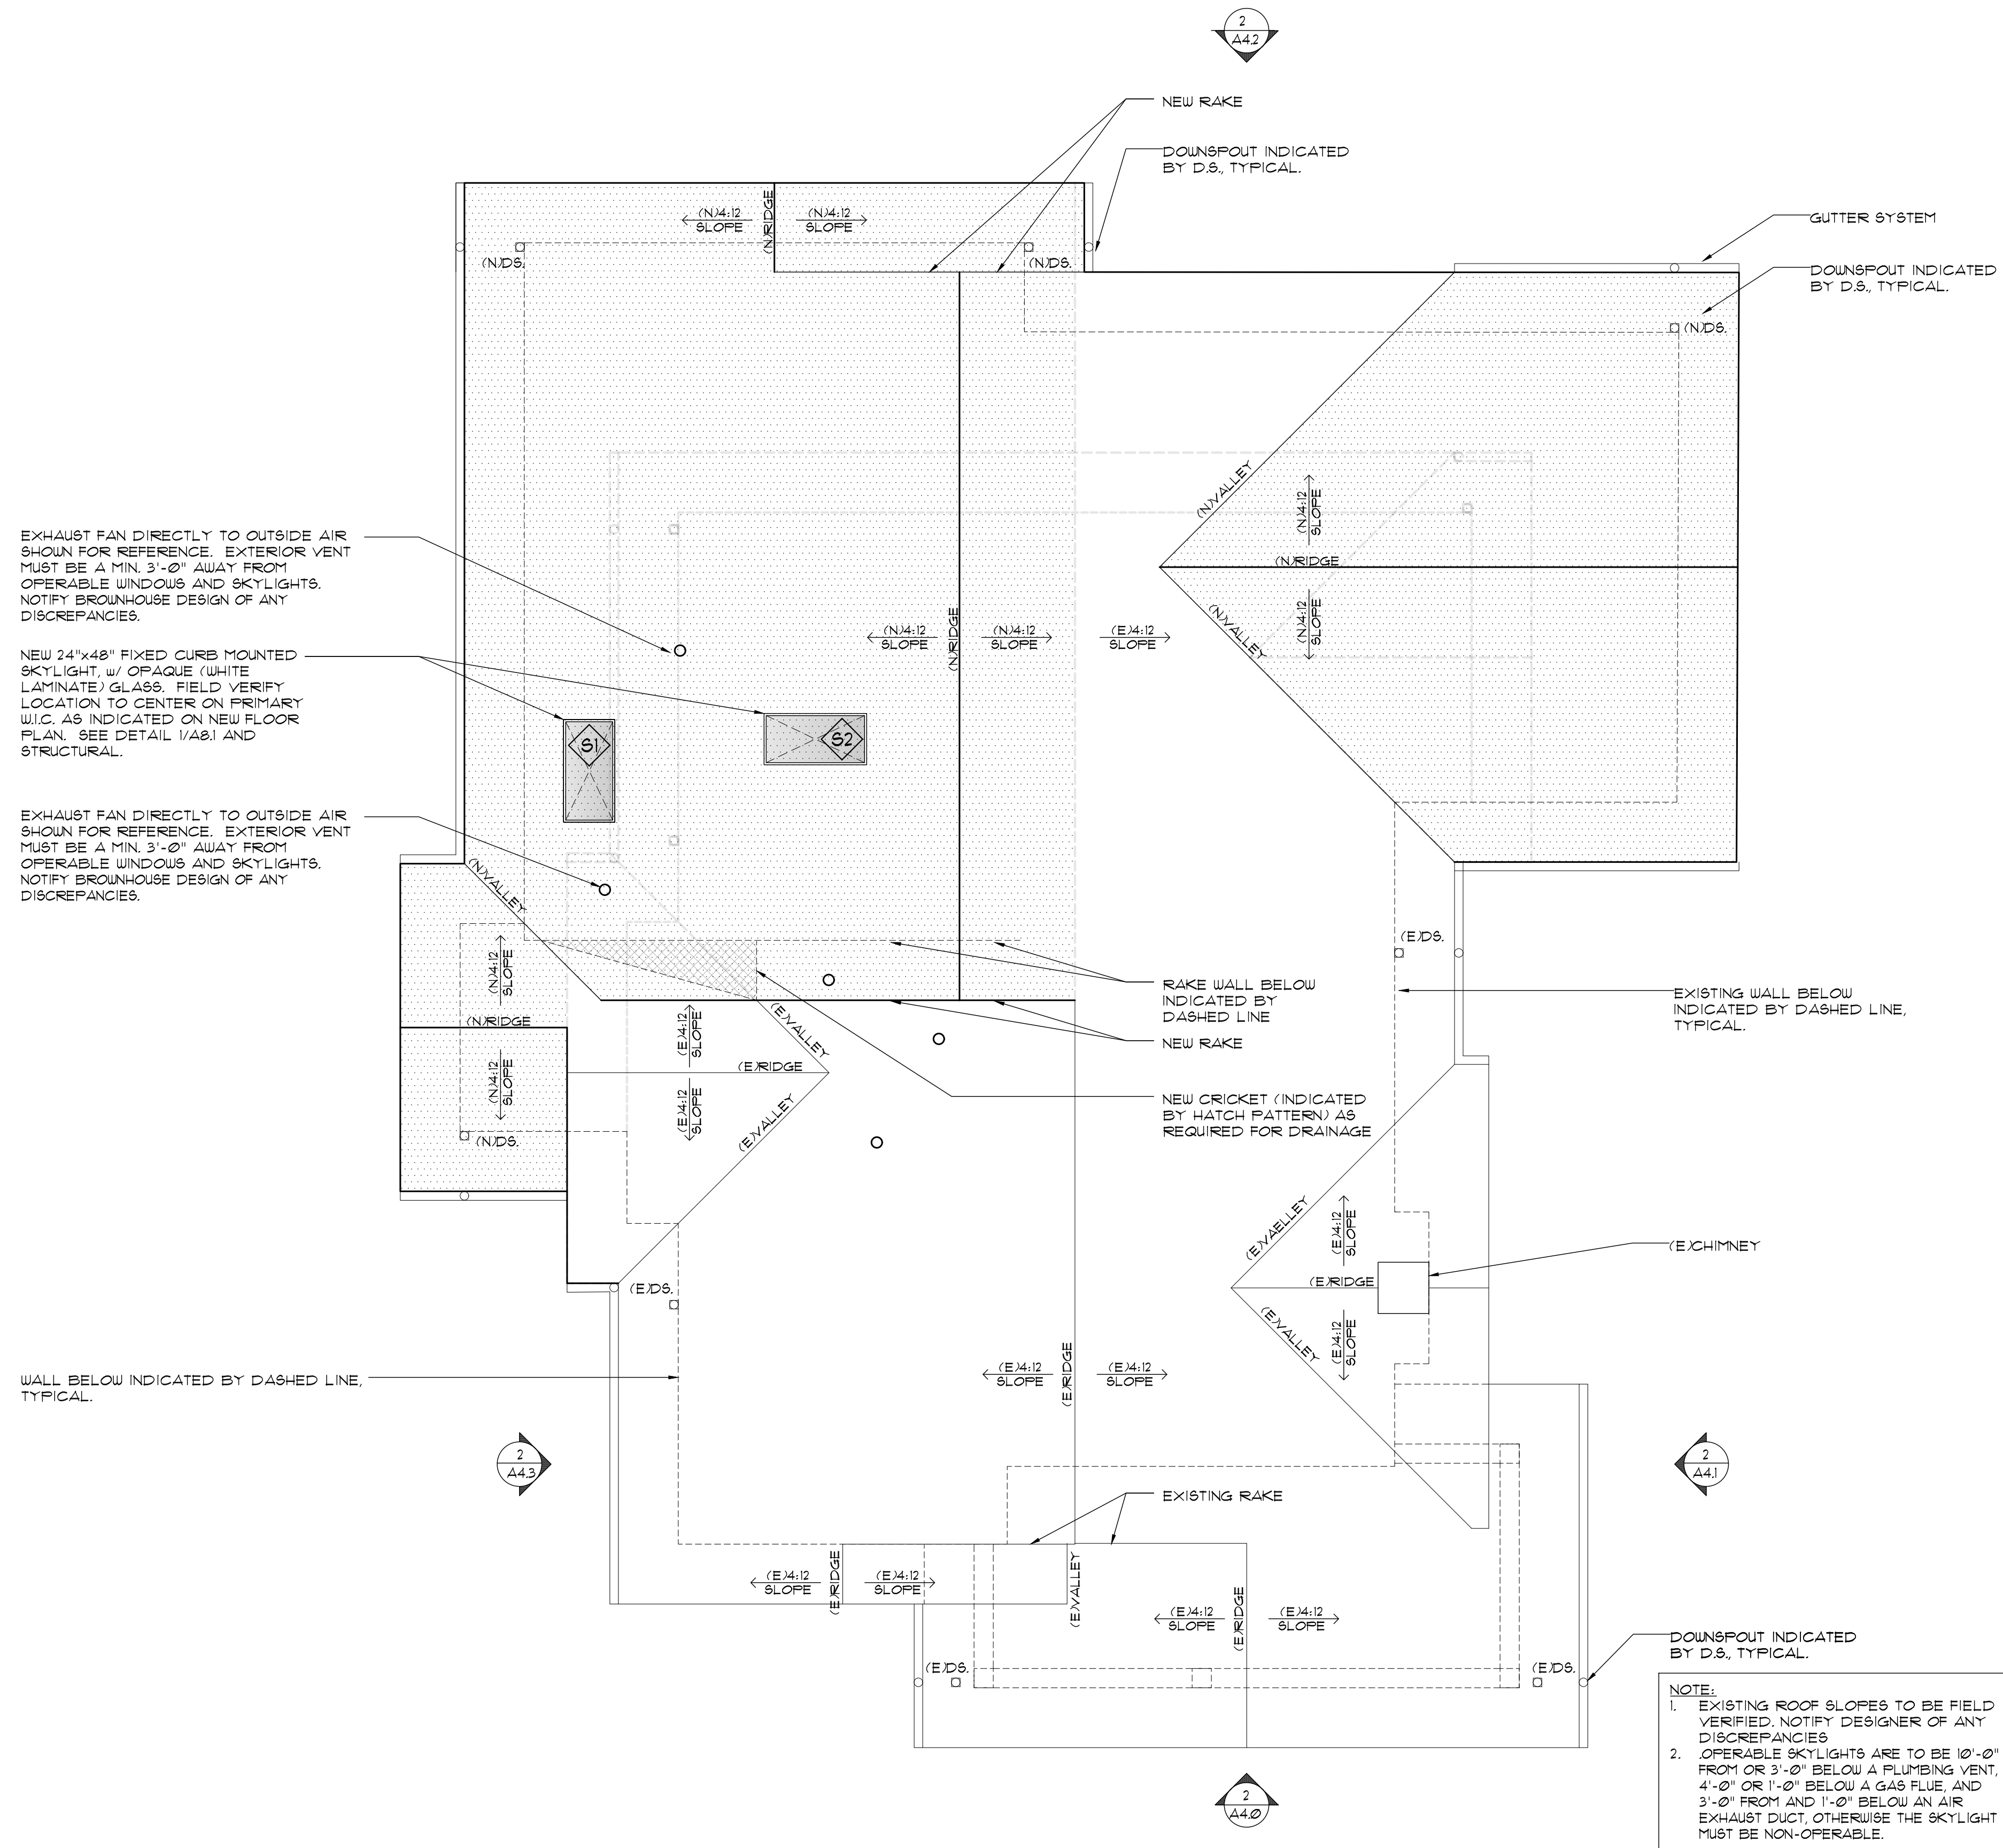 2
A4.2
NEW RAKE
DOWNSPOUT INDICATED
BY D.S., TYPICAL.
GUTTER SYSTEM
DOWNSPOUT INDICATED
BY D.S., TYPICAL.
(N)4:12
SLOPE
(N)RIDGE
(N)4:12
SLOPE
(N)DS.
(N)DS.
(N)DS.
(N)VALLEY
(N)4:12
SLOPE
(N)RIDGE
(N)4:12
SLOPE
(N)VALLEY
EXHAUST FAN DIRECTLY TO OUTSIDE AIR
SHOWN FOR REFERENCE. EXTERIOR VENT
MUST BE A MIN. 3'-0" AWAY FROM
OPERABLE WINDOWS AND SKYLIGHTS.
NOTIFY BROWNHOUSE DESIGN OF ANY
DISCREPANCIES.
(N)4:12
SLOPE
(N)RIDGE
(N)4:12
SLOPE
(E)4:12
SLOPE
NEW 24"x48" FIXED CURB MOUNTED
SKYLIGHT, w/ OPAQUE (WHITE
LAMINATE) GLASS. FIELD VERIFY
LOCATION TO CENTER ON PRIMARY
W.I.C. AS INDICATED ON NEW FLOOR
PLAN. SEE DETAIL 1/A8.1 AND
STRUCTURAL.
S1
S2
EXHAUST FAN DIRECTLY TO OUTSIDE AIR
SHOWN FOR REFERENCE. EXTERIOR VENT
MUST BE A MIN. 3'-0" AWAY FROM
OPERABLE WINDOWS AND SKYLIGHTS.
NOTIFY BROWNHOUSE DESIGN OF ANY
DISCREPANCIES.
(N)VALLEY
(N)4:12
SLOPE
(N)RIDGE
(N)4:12
SLOPE
(N)DS.
(E)4:12
SLOPE
(E)VALLEY
(E)RIDGE
(E)4:12
SLOPE
(E)VALLEY
RAKE WALL BELOW
INDICATED BY
DASHED LINE
NEW RAKE
NEW CRICKET (INDICATED
BY HATCH PATTERN) AS
REQUIRED FOR DRAINAGE
(E)DS.
EXISTING WALL BELOW
INDICATED BY DASHED LINE,
TYPICAL.
(E)VAELLEY
(E)4:12
SLOPE
(E)RIDGE
(E)4:12
SLOPE
(E)VALLEY
(E)CHIMNEY
(E)DS.
WALL BELOW INDICATED BY DASHED LINE,
TYPICAL.
(E)4:12
SLOPE
(E)RIDGE
(E)4:12
SLOPE
2
A4.3
2
A4.1
EXISTING RAKE
(E)4:12
SLOPE
(E)RIDGE
(E)4:12
SLOPE
(E)VALLEY
(E)4:12
SLOPE
(E)RIDGE
(E)4:12
SLOPE
(E)DS.
(E)DS.
DOWNSPOUT INDICATED
BY D.S., TYPICAL.
2
A4.0
NOTE:
1. EXISTING ROOF SLOPES TO BE FIELD
VERIFIED. NOTIFY DESIGNER OF ANY
DISCREPANCIES
2. .OPERABLE SKYLIGHTS ARE TO BE 10'-0"
FROM OR 3'-0" BELOW A PLUMBING VENT,
4'-0" OR 1'-0" BELOW A GAS FLUE, AND
3'-0" FROM AND 1'-0" BELOW AN AIR
EXHAUST DUCT, OTHERWISE THE SKYLIGHT
MUST BE NON-OPERABLE.